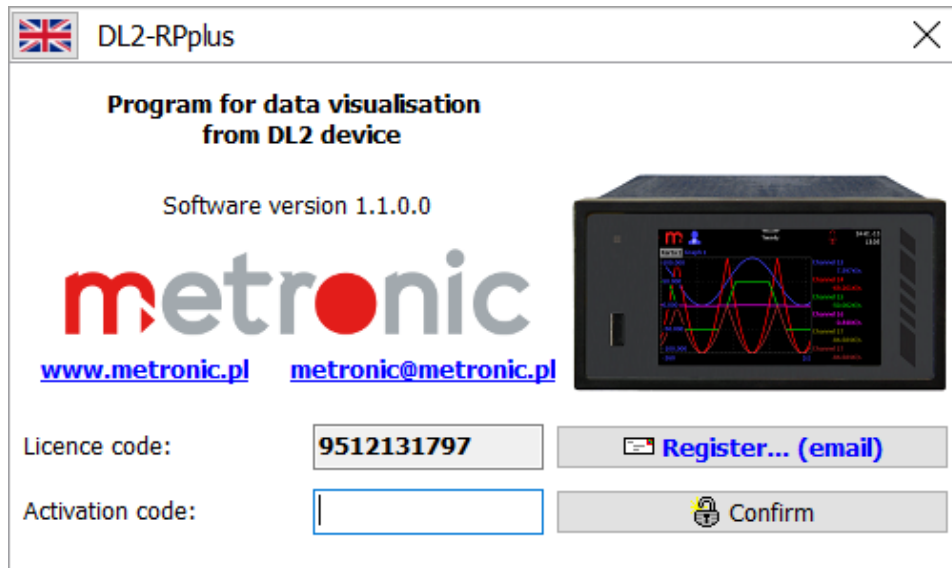 DL2-RPplus
Program for data visualisation
from DL2 device
Software version 1.1.0.0
metronic
www.metronic.pl metronic@metronic.pl
Licence code: 9512131797 Register... (email)
Activation code: Confirm